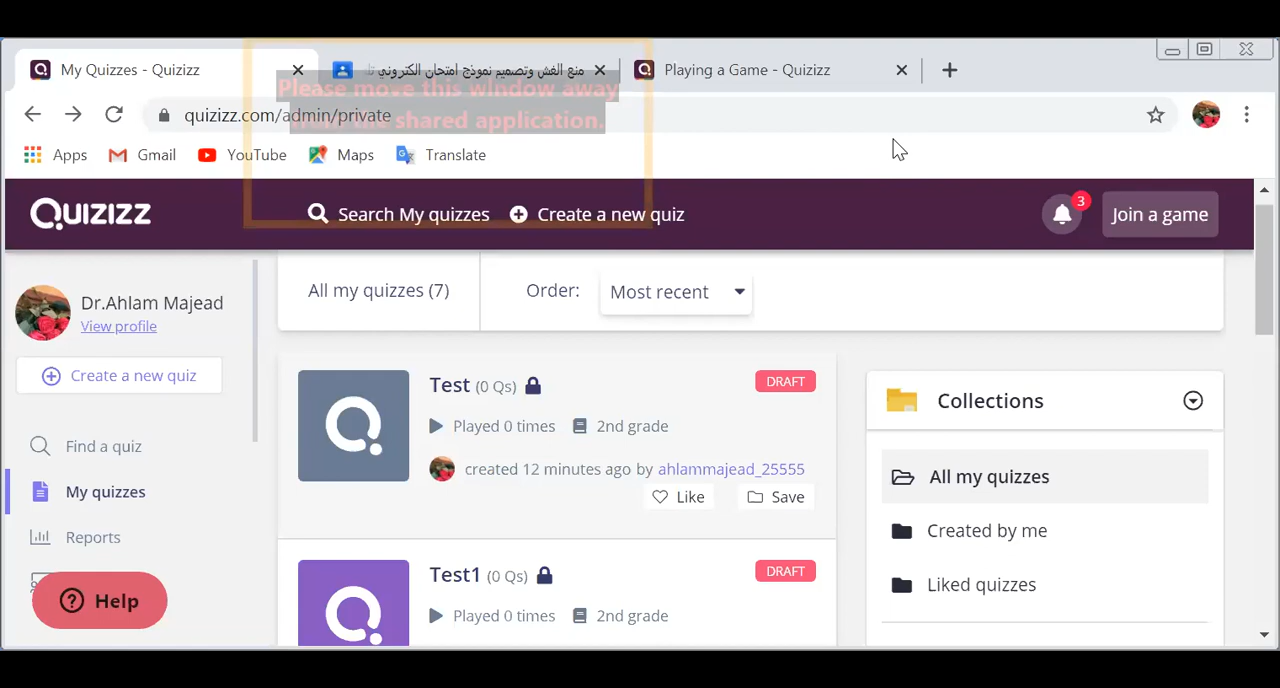 My Quizzes - Quizizz
منع الغش وتصميم نموذج امتحان الكتروني
Playing a Game - Quizizz
Please move this window away
the shared application.
quizizz.com/admin/private
Apps
Gmail
YouTube
Maps
Translate
QUIZIZZ
Search My quizzes
Create a new quiz
3
Join a game
Dr.Ahlam Majead
View profile
Create a new quiz
Find a quiz
My quizzes
Reports
Help
All my quizzes (7)
Order:
Most recent
Test (0 Qs)
DRAFT
Played 0 times
2nd grade
created 12 minutes ago by ahlammajead_25555
Like
Save
Test1 (0 Qs)
DRAFT
Played 0 times
2nd grade
Collections
All my quizzes
Created by me
Liked quizzes